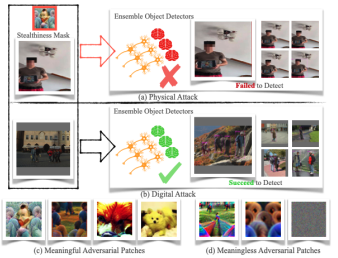 Stealthiness Mask
Ensemble Object Detectors
Failed to Detect
(a) Physical Attack
Ensemble Object Detectors
Succeed to Detect
(b) Digital Attack
(c) Meaningful Adversarial Patches
(d) Meaningless Adversarial Patches